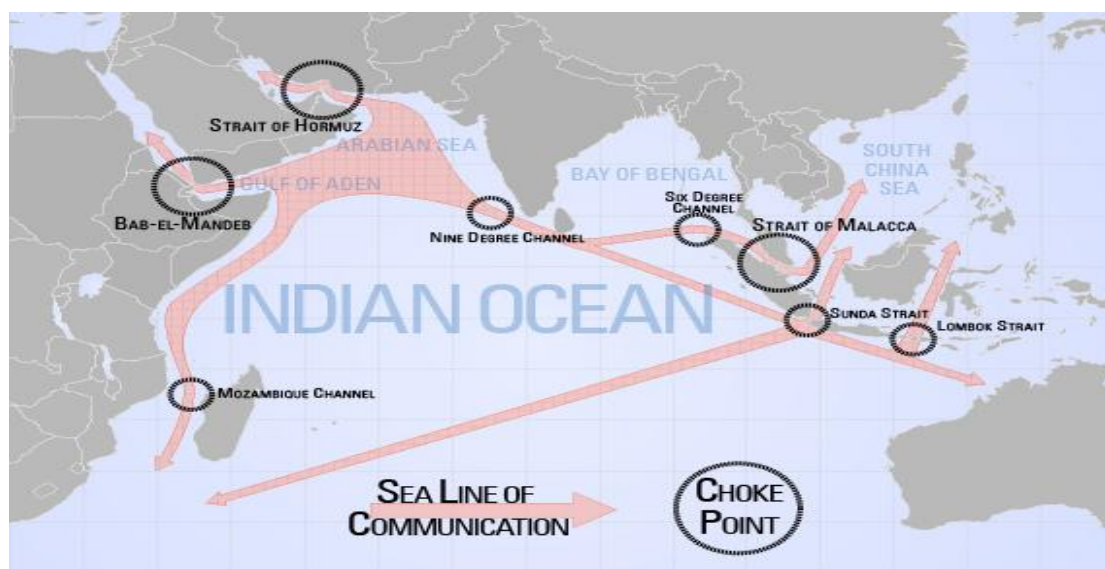 STRAIT OF HORMUZ
ARABIAN SEA
GULF OF ADEN
BAB-EL-MANDEB
NINE DEGREE CHANNEL
BAY OF BENGAL
SIX DEGREE
CHANNEL
SOUTH
CHINA
SEA
STRAIT OF MALACCA
INDIAN OCEAN
SUNDA STRAIT
LOMBOK STRAIT
MOZAMBIQUE CHANNEL
SEA LINE OF
COMMUNICATION
CHOKE
POINT